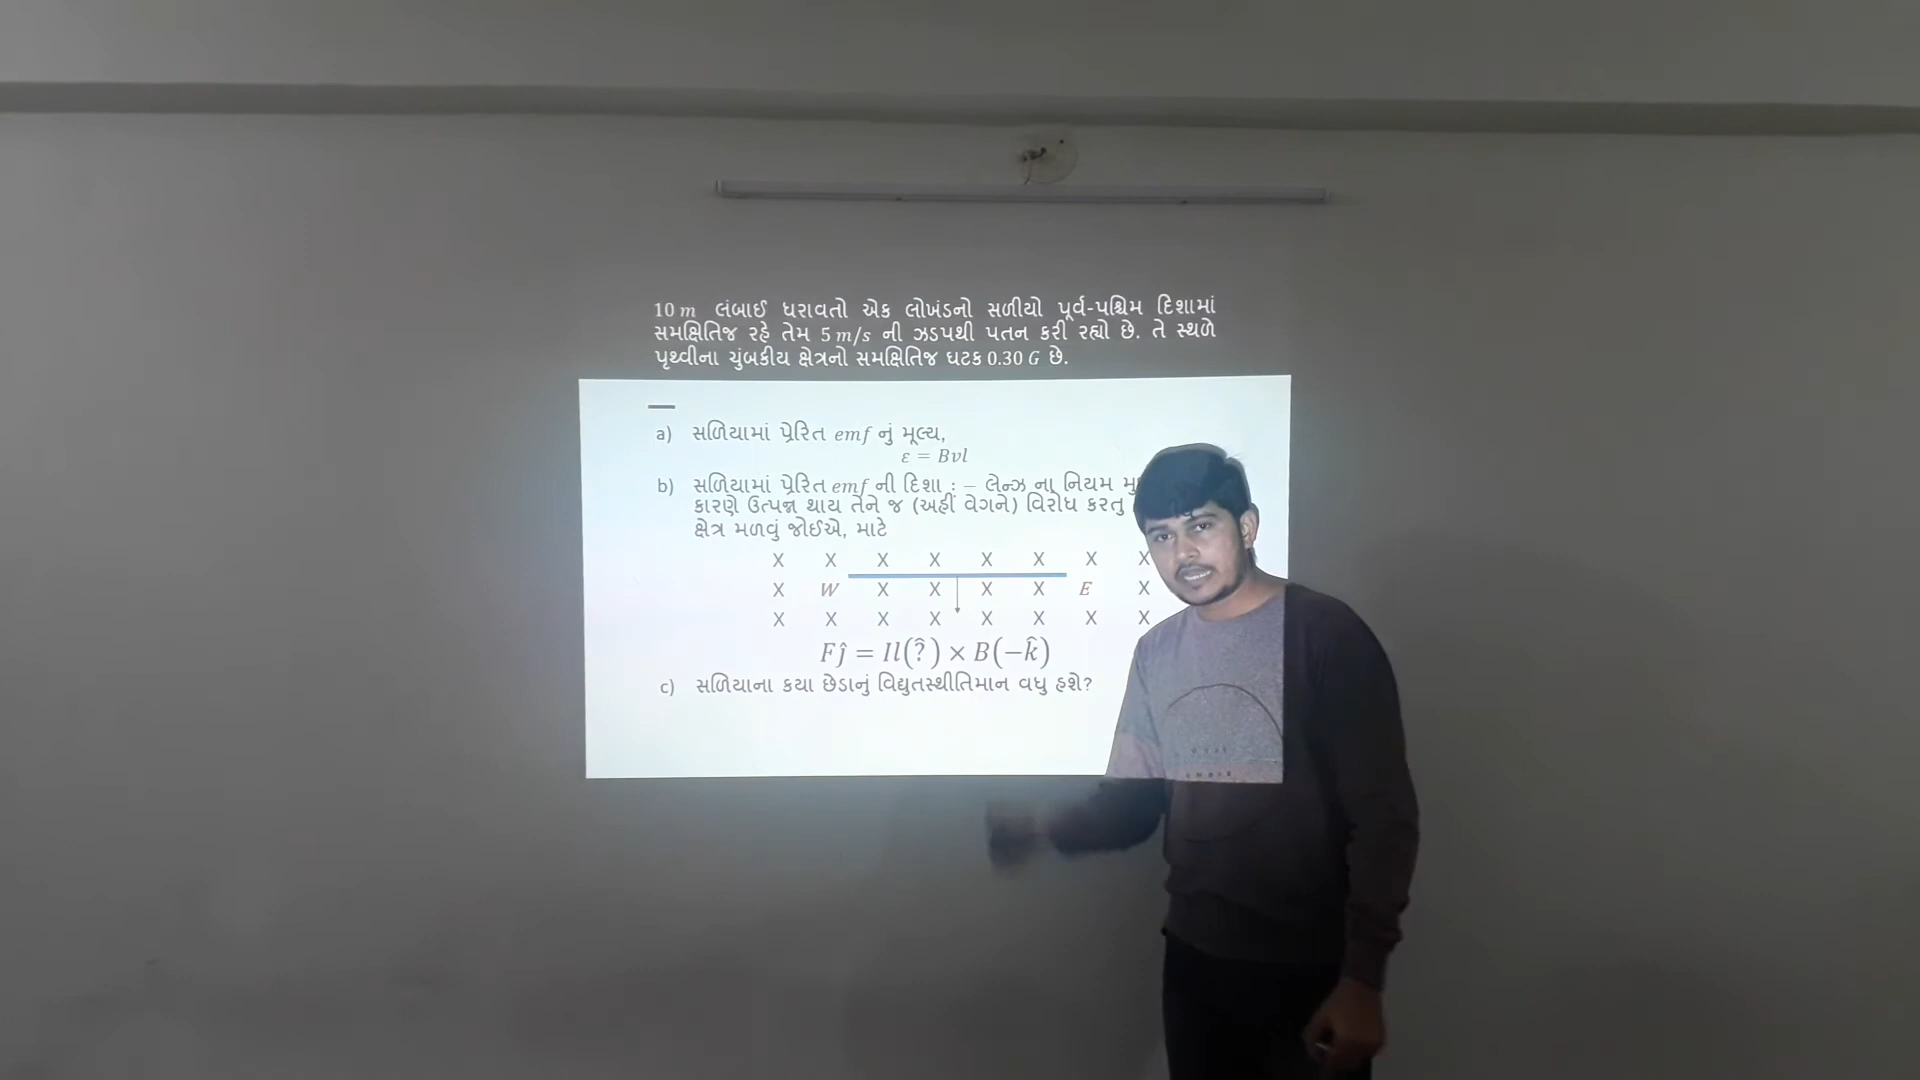 10 m લંબાઈ ધરાવતો એક લોખંડનો સળીયો પૂર્વ-પશ્ચિમ દિશામાં
સમક્ષિતિજ રહે તેમ 5 m/s ની ઝડપથી પતન કરી રહ્યો છે. તે સ્થળે
પૃથ્વીના ચુંબકીય ક્ષેત્રનો સમક્ષિતિજ ઘટક 0.30 G છે.
a) સળિયામાં પ્રેરિત emf નું મૂલ્ય,
ε = Bvl
b) સળિયામાં પ્રેરિત emf ની દિશા : – લેન્ઝ ના નિયમ
કારણે ઉત્પન્ન થાય તેને જ (અહીં વેગને) વિરોધ કરતુ
ક્ષેત્ર મળવું જોઈએ, માટે
X X X X X X X X
X W X X X X E X
X X X X X X X X
Fĵ = Il(?̂) × B(−k̂)
c) સળિયાના કયા છેડાનું વિદ્યુતસ્થીતિમાન વધુ હશે?